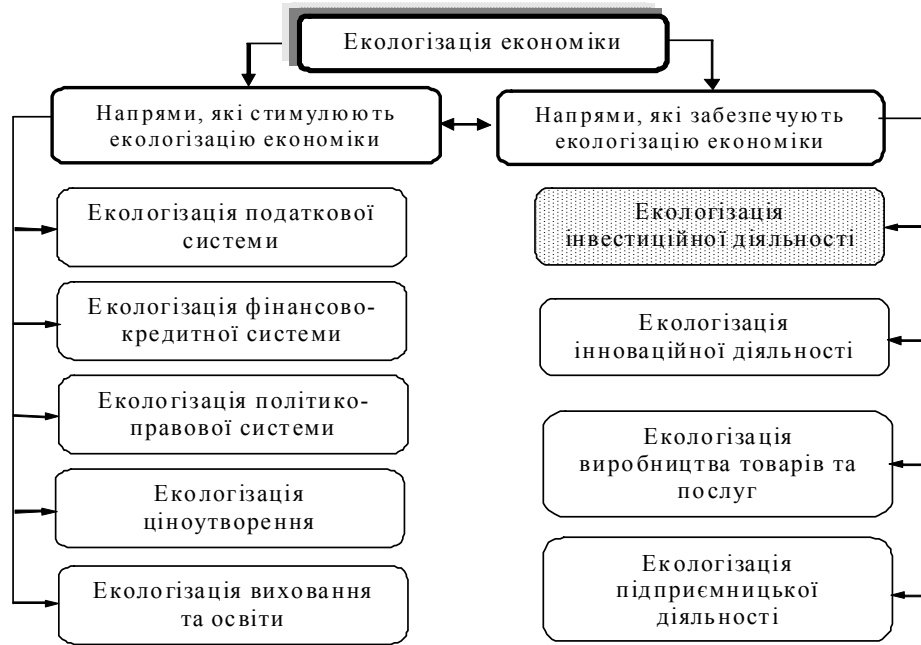 Екологізація економіки
Напрями, які стимулюють
екологізацію економіки
Напрями, які забезпечують
екологізацію економіки
Екологізація податкової
системи
Екологізація фінансово-
кредитної системи
Екологізація політико-
правової системи
Екологізація
ціноутворення
Екологізація виховання
та освіти
Екологізація
інвестиційної діяльності
Екологізація
інноваційної діяльності
Екологізація
виробництва товарів та
послуг
Екологізація
підприємницької
діяльності